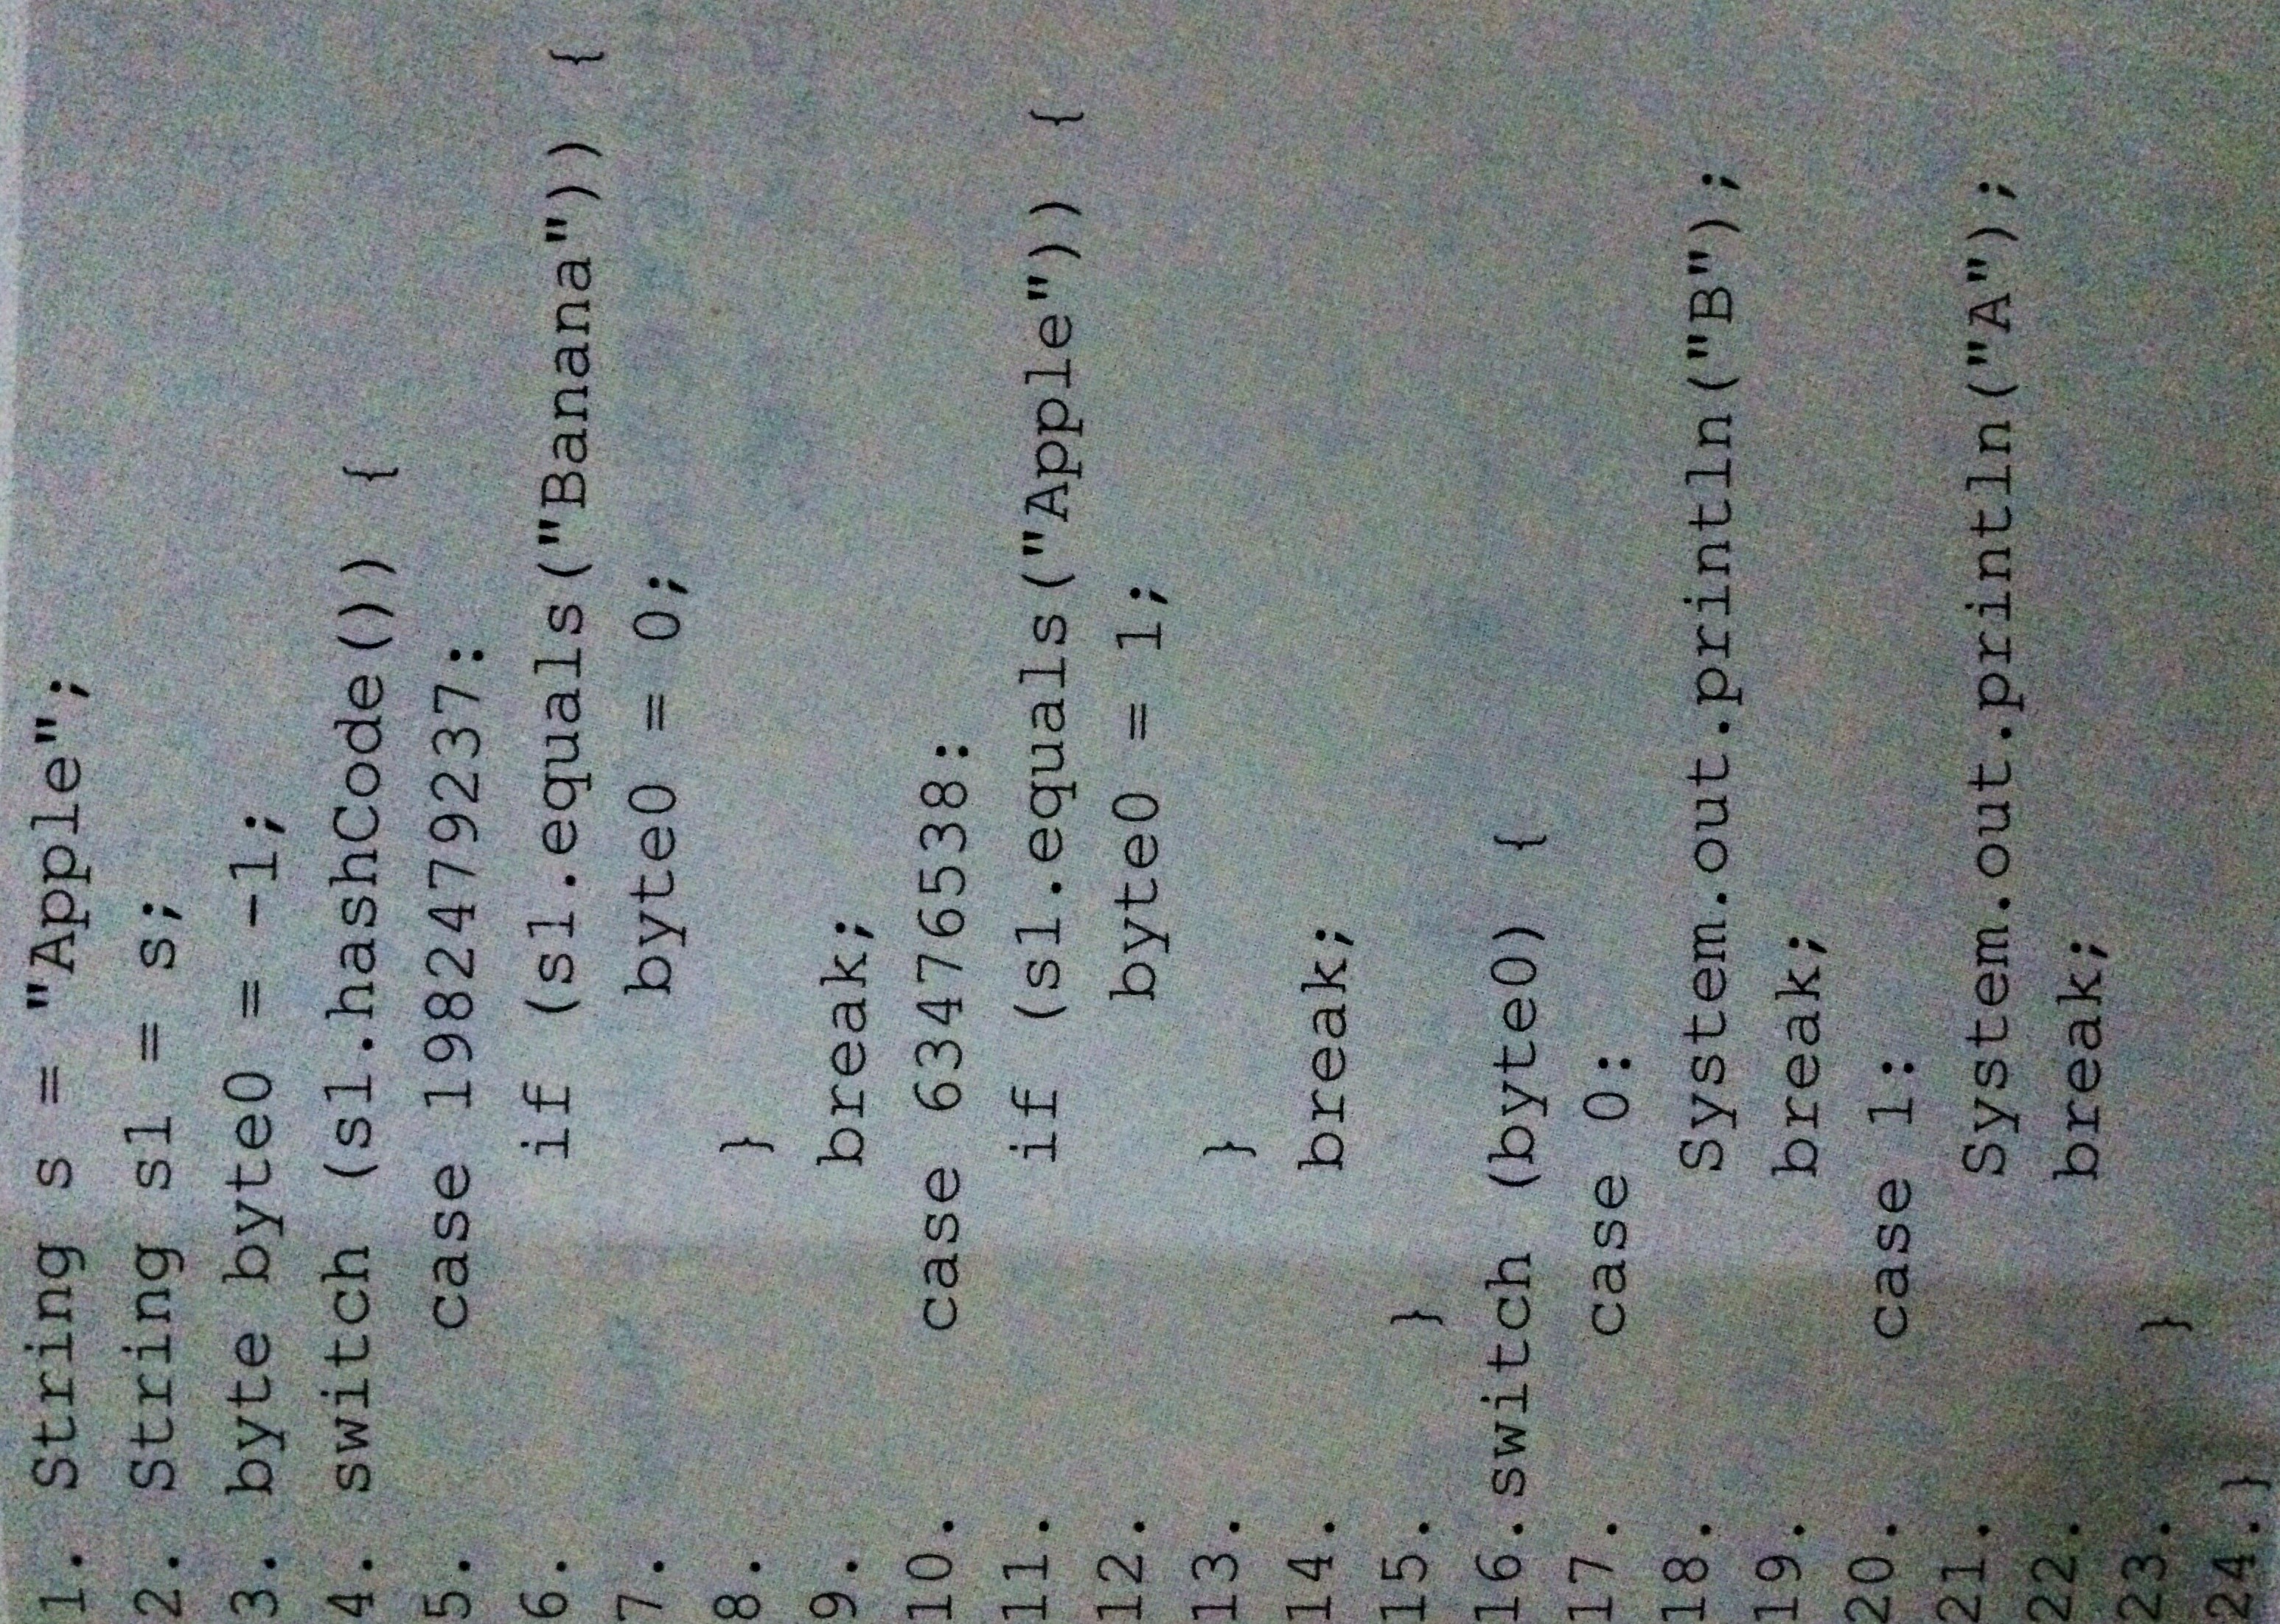 1. String s = "Apple";
2. String s1 = s;
3. byte byte0 = -1;
4. switch (s1.hashCode()) {
5. case 1982479237:
6. if (s1.equals("Banana")) {
7. byte0 = 0;
8. }
9. break;
10. case 63476538:
11. if (s1.equals("Apple")) {
12. byte0 = 1;
13. }
14. break;
15. }
16. switch (byte0) {
17. case 0:
18. System.out.println("B");
19. break;
20. case 1:
21. System.out.println("A");
22. break;
23. }
24. }